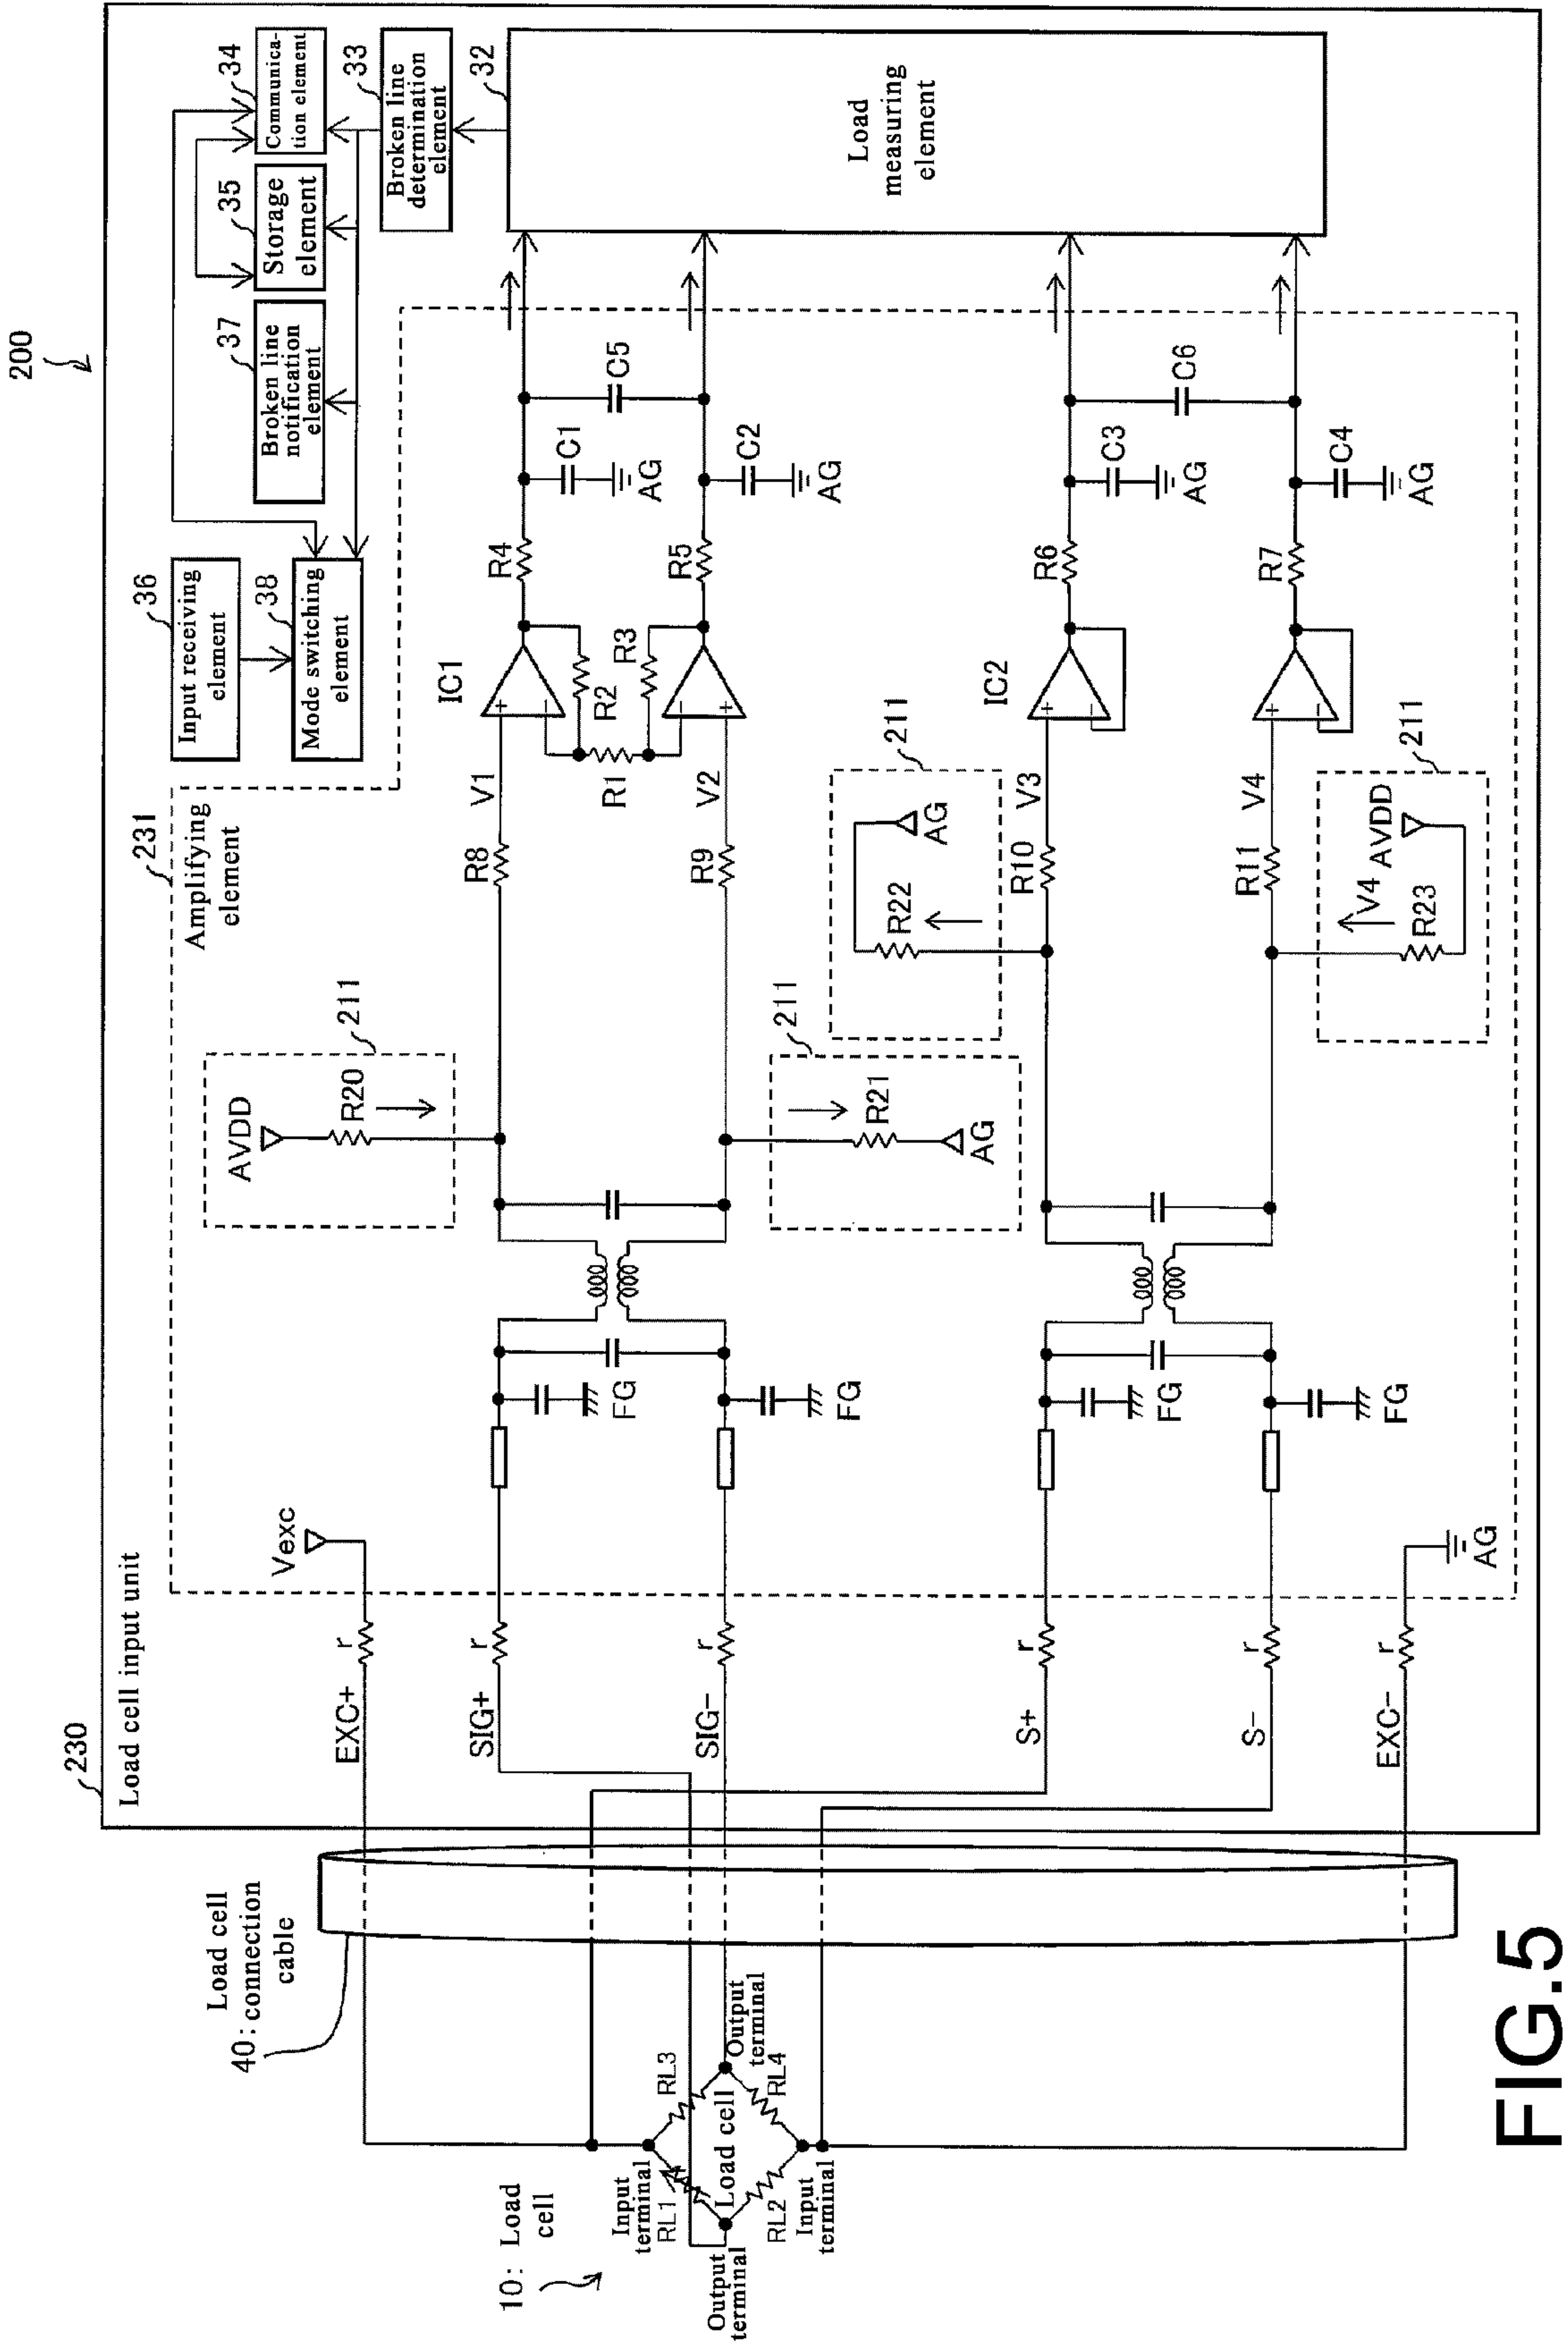 200
230
Load cell input unit
231
Amplifying
element
36
Input receiving
element
38
Mode switching
element
37
Broken line
notification
element
35
Storage
element
34
Communica-
tion element
33
Broken line
determination
element
32
Load
measuring
element
Vexc
EXC+
r
SIG+
r
SIG−
r
S+
r
S−
r
EXC−
r
AG
FG
FG
FG
FG
AVDD
R20
211
R21
AG
211
R22
AG
211
V4
R23
AVDD
211
R8
V1
R9
V2
R10
V3
R11
V4
IC1
R1
R2
R3
IC2
R4
R5
R6
R7
C1
AG
C2
AG
C3
AG
C4
AG
C5
C6
Load cell
40: connection
cable
10: Load
cell
Input
terminal
RL1
RL3
Output
terminal
RL4
Load cell
RL2
Input
terminal
Output
terminal
FIG.5